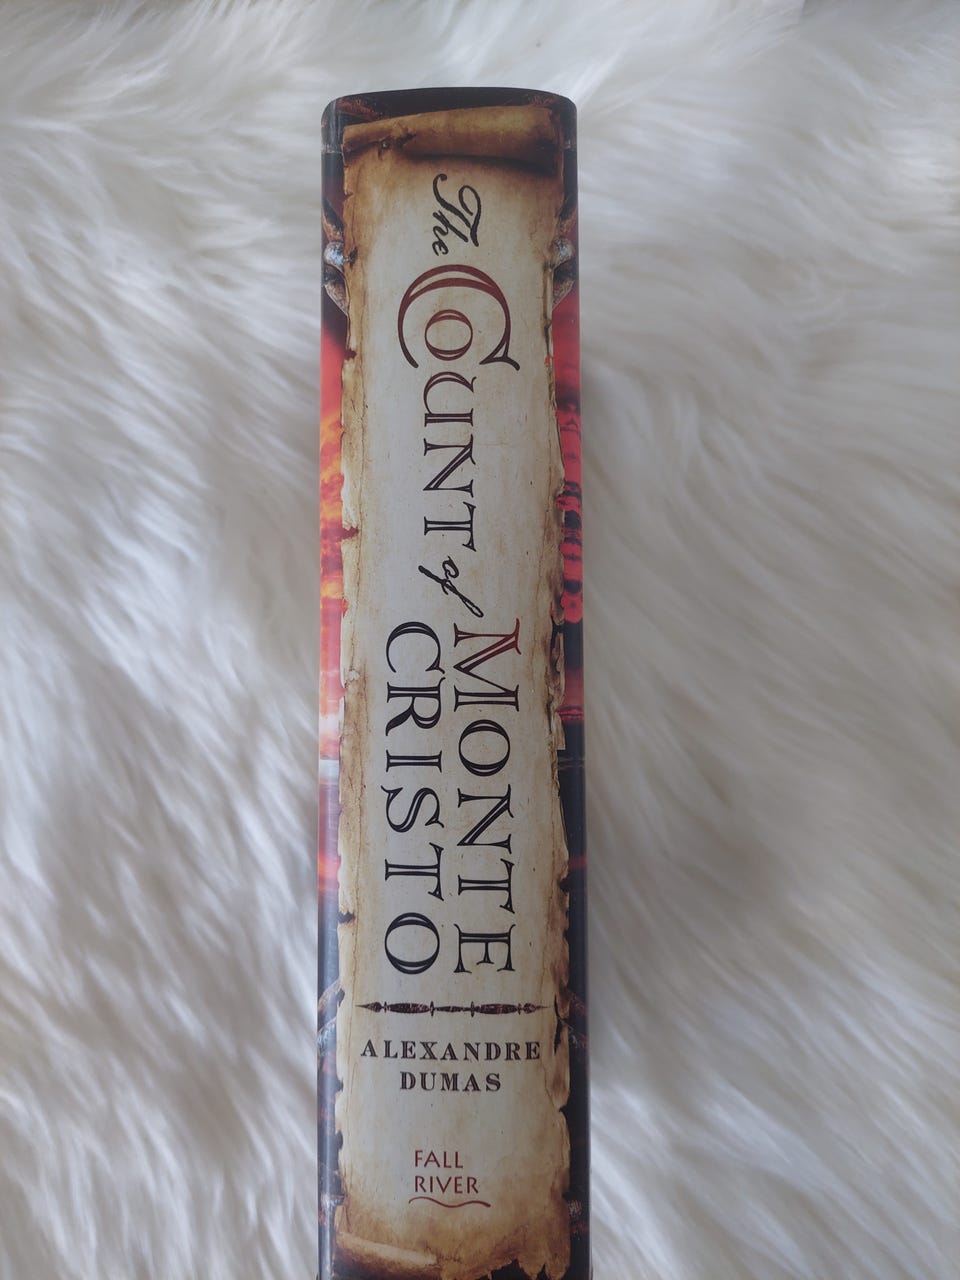 The COUNT of MONTE
CRISTO
ALEXANDRE
DUMAS
FALL
RIVER